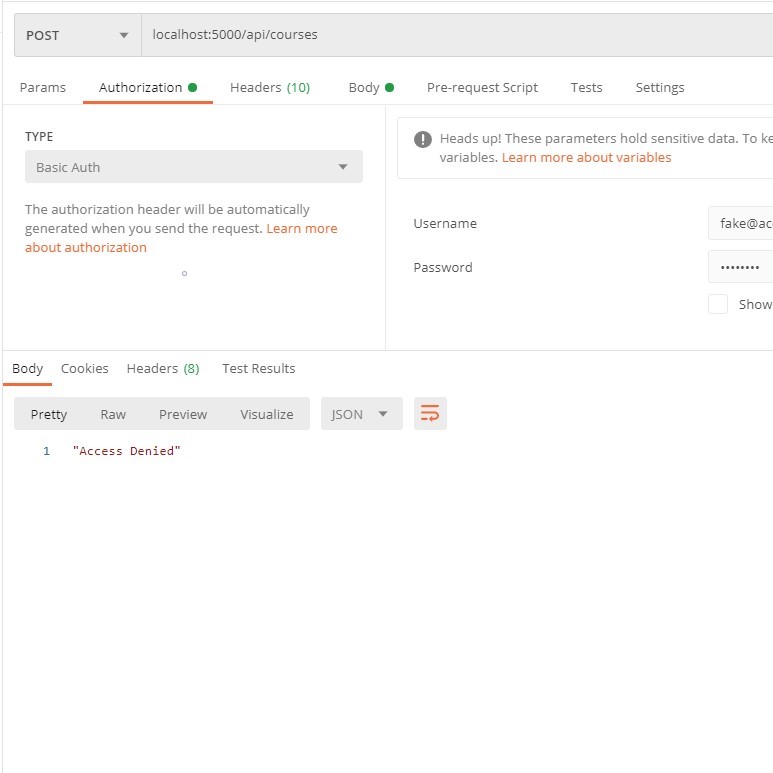 POST localhost:5000/api/courses
Params Authorization Headers (10) Body Pre-request Script Tests Settings
TYPE
Basic Auth
The authorization header will be automatically
generated when you send the request. Learn more
about authorization
Heads up! These parameters hold sensitive data. To ke
variables. Learn more about variables
Username fake@ac
Password ••••••••
Show
Body Cookies Headers (8) Test Results
Pretty Raw Preview Visualize JSON
1 "Access Denied"